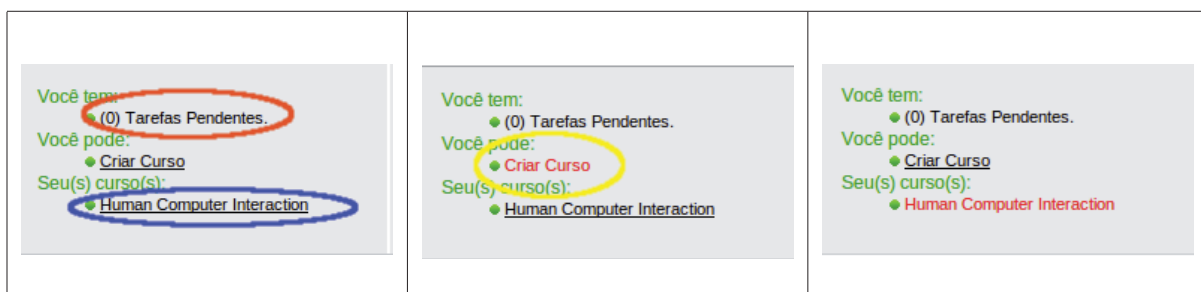 Você tem:
(0) Tarefas Pendentes.
Você pode:
Criar Curso
Seu(s) curso(s):
Human Computer Interaction
Você tem:
(0) Tarefas Pendentes.
Você pode:
Criar Curso
Seu(s) curso(s):
Human Computer Interaction
Você tem:
(0) Tarefas Pendentes.
Você pode:
Criar Curso
Seu(s) curso(s):
Human Computer Interaction